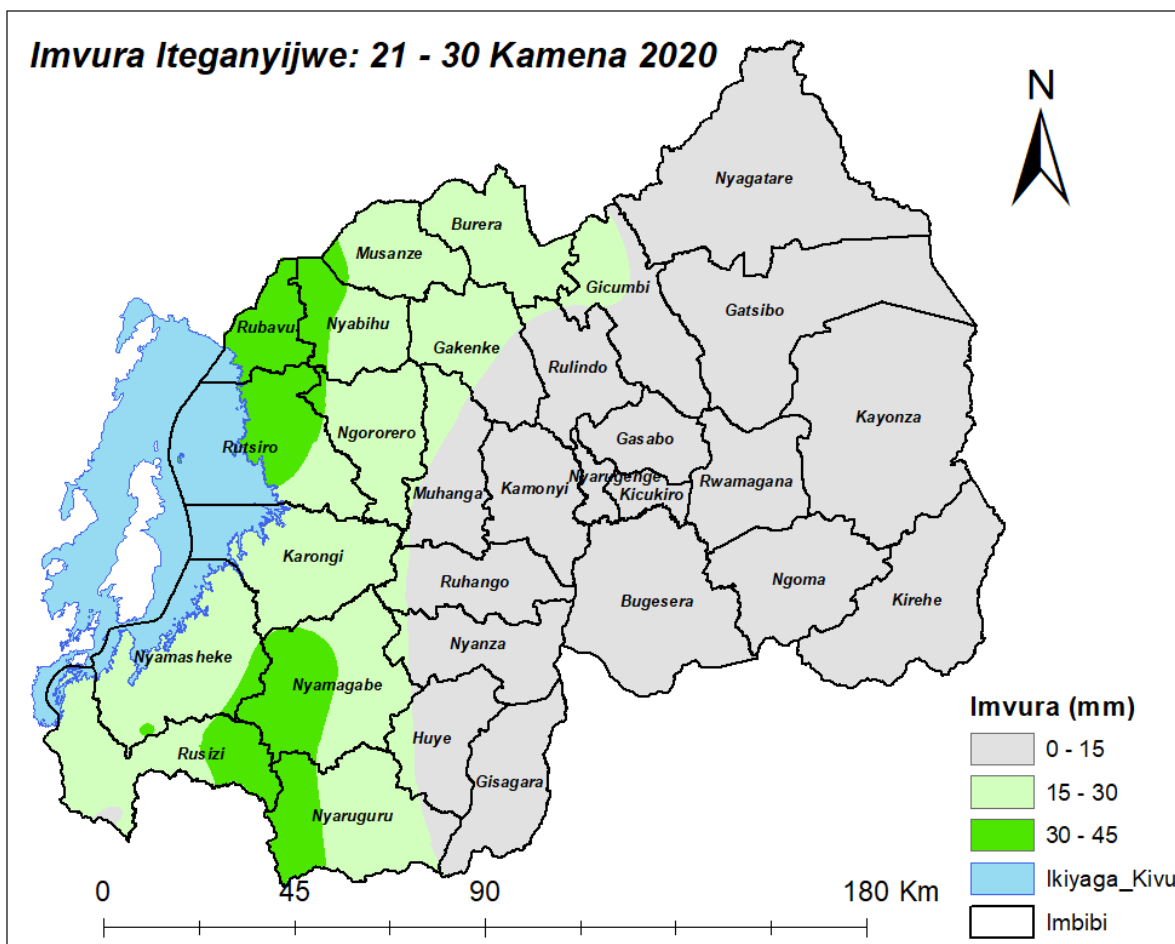 Imvura Iteganyijwe: 21 - 30 Kamena 2020
N
Nyagatare
Burera
Musanze
Gicumbi
Gatsibo
Rubavu
Nyabihu
Gakenke
Rulindo
Kayonza
Rutsiro
Ngororero
Gasabo
Nyarugenge
Muhanga
Kamonyi
Kicukiro
Rwamagana
Karongi
Ruhango
Bugesera
Ngoma
Kirehe
Nyanza
Nyamasheke
Nyamagabe
Huye
Rusizi
Gisagara
Nyaruguru
Imvura (mm)
0 - 15
15 - 30
30 - 45
Ikiyaga_Kivu
Imbibi
0 45 90 180 Km